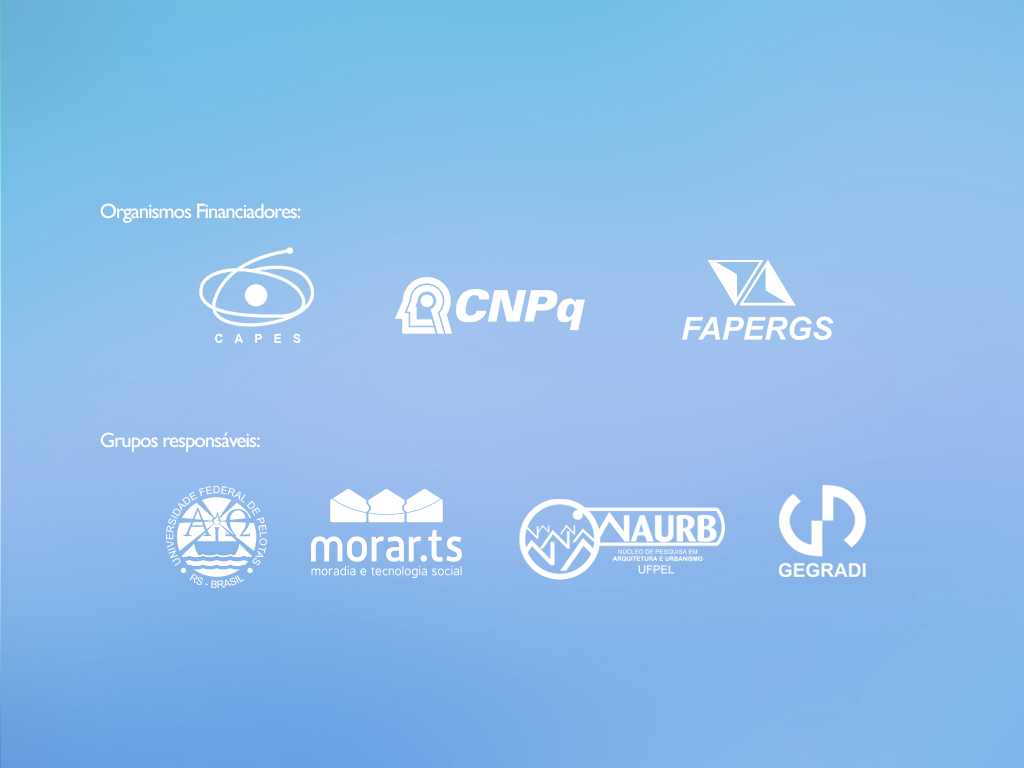 Organismos Financiadores:
CAPES
CNPq
FAPERGS
Grupos responsáveis:
UNIVERSIDADE FEDERAL DE PELOTAS
ΑΩ
RS - BRASIL
morar.ts
moradia e tecnologia social
NAURB
NÚCLEO DE PESQUISA EM
ARQUITETURA E URBANISMO
UFPEL
GEGRADI